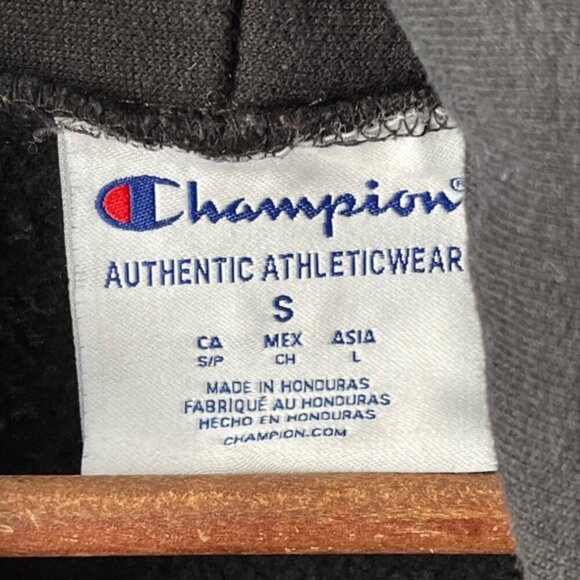 Champion®
AUTHENTIC ATHLETICWEAR
S
CA MEX ASIA
S/P CH L
MADE IN HONDURAS
FABRIQUÉ AU HONDURAS
HECHO EN HONDURAS
CHAMPION.COM